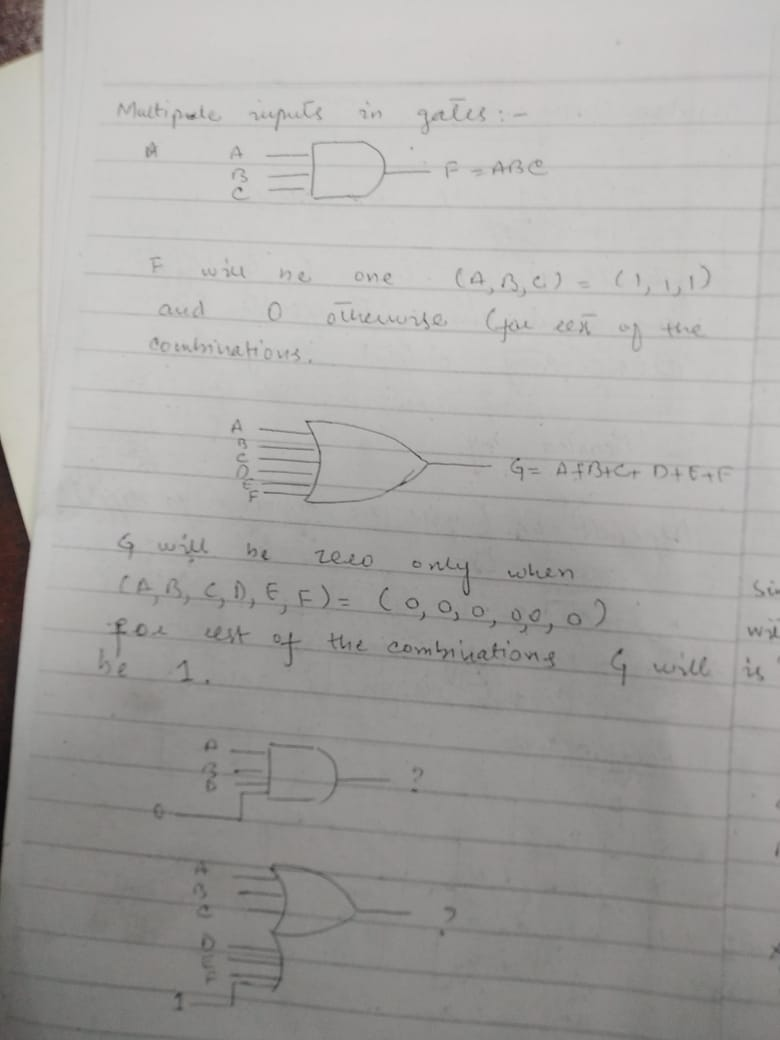 Multiple inputs in gates:-
A
B
C
F = ABC
F will be one (A, B, C) = (1, 1, 1)
and 0 otherwise (for rest of the
combinations.
A
B
C
D
E
F
G = A+B+C+ D+E+F
G will be zero only when
(A, B, C, D, E, F) = (0, 0, 0, 0, 0, 0)
for rest of the combinations G will is
be 1.
A
B
?
A
B
C
?
D
1